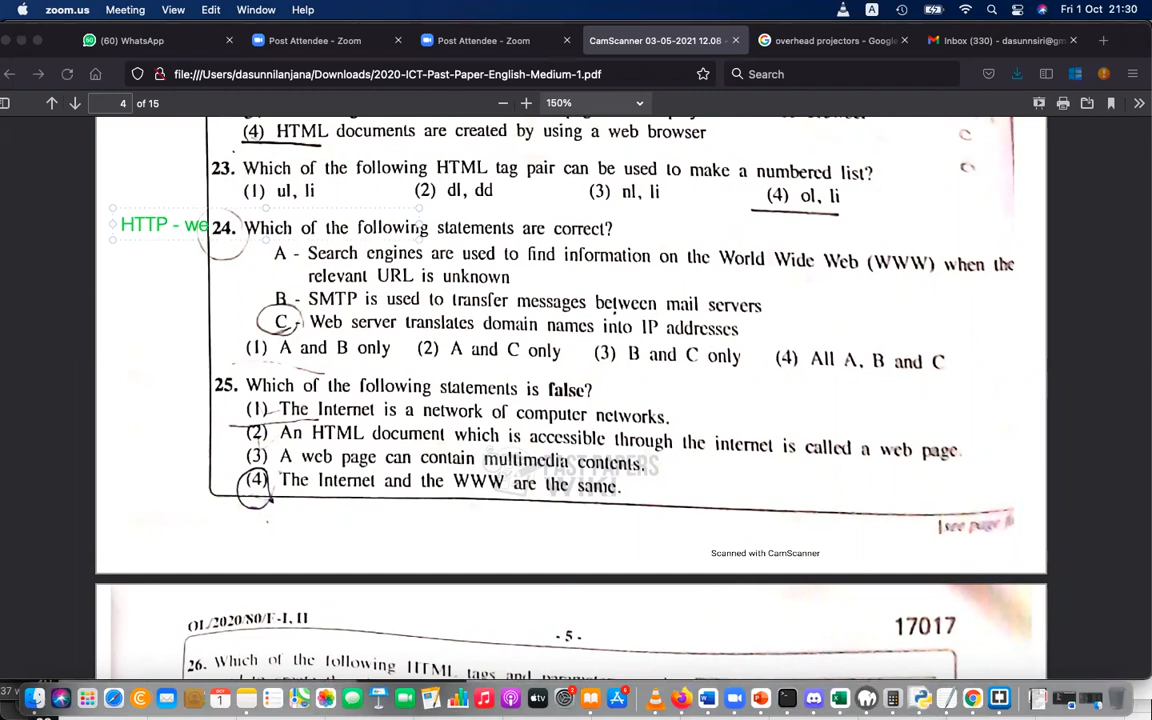 zoom.us Meeting View Edit Window Help A Fri 1 Oct 21:30
(60) WhatsApp Post Attendee - Zoom Post Attendee - Zoom CamScanner 03-05-2021 12.08 - overhead projectors - Google Inbox (330) - dasunnsiri@gm
file:///Users/dasunnilanjana/Downloads/2020-ICT-Past-Paper-English-Medium-1.pdf Search
4 of 15 150%
(4) HTML documents are created by using a web browser
23. Which of the following HTML tag pair can be used to make a numbered list?
(1) ul, li (2) dl, dd (3) nl, li (4) ol, li
HTTP - we
24. Which of the following statements are correct?
A - Search engines are used to find information on the World Wide Web (WWW) when the
relevant URL is unknown
B - SMTP is used to transfer messages between mail servers
C - Web server translates domain names into IP addresses
(1) A and B only (2) A and C only (3) B and C only (4) All A, B and C
25. Which of the following statements is false?
(1) The Internet is a network of computer networks.
(2) An HTML document which is accessible through the internet is called a web page.
(3) A web page can contain multimedia contents.
(4) The Internet and the WWW are the same.
PAST PAPERS
WIKI
[see page
Scanned with CamScanner
OL/2020/80/E-I, II
- 5 -
17017
26. Which of the following HTML tags and